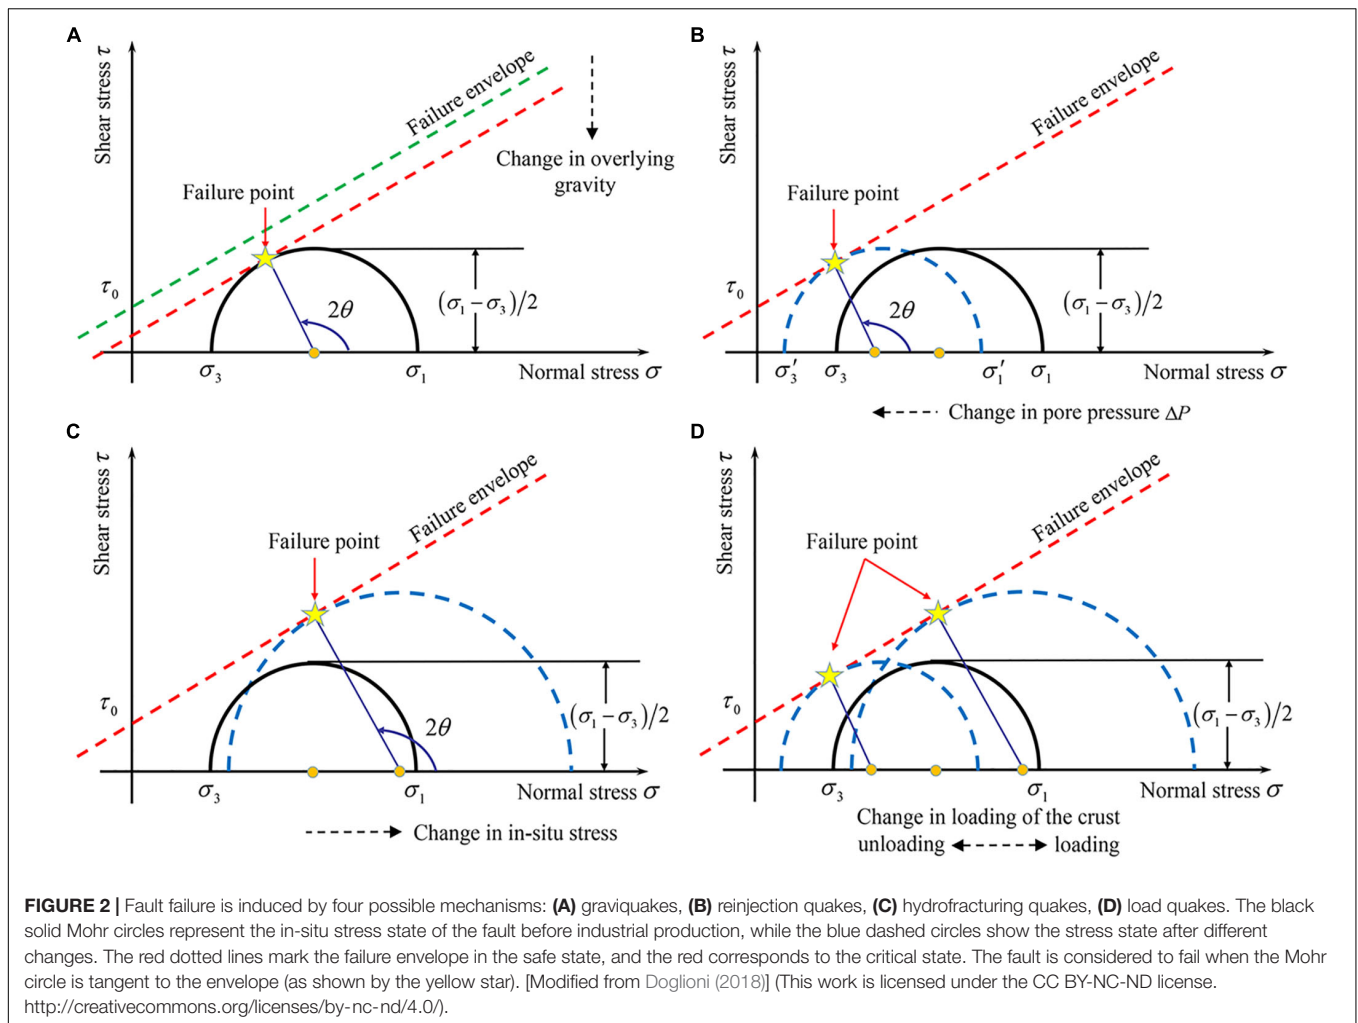 A
Shear stress τ
Failure envelope
Change in overlying
gravity
Failure point
τ0
2θ
(σ1 − σ3)/2
σ3
σ1
Normal stress σ
B
Shear stress τ
Failure envelope
Failure point
τ0
2θ
(σ1 − σ3)/2
σ′3
σ3
σ′1
σ1
Normal stress σ
Change in pore pressure ΔP
C
Shear stress τ
Failure envelope
Failure point
τ0
2θ
(σ1 − σ3)/2
σ3
σ1
Normal stress σ
Change in in-situ stress
D
Shear stress τ
Failure envelope
Failure point
τ0
(σ1 − σ3)/2
σ3
σ1
Normal stress σ
Change in loading of the crust
unloading
loading
FIGURE 2 | Fault failure is induced by four possible mechanisms: (A) graviquakes, (B) reinjection quakes, (C) hydrofracturing quakes, (D) load quakes. The black
solid Mohr circles represent the in-situ stress state of the fault before industrial production, while the blue dashed circles show the stress state after different
changes. The red dotted lines mark the failure envelope in the safe state, and the red corresponds to the critical state. The fault is considered to fail when the Mohr
circle is tangent to the envelope (as shown by the yellow star). [Modified from Doglioni (2018)] (This work is licensed under the CC BY-NC-ND license.
http://creativecommons.org/licenses/by-nc-nd/4.0/).